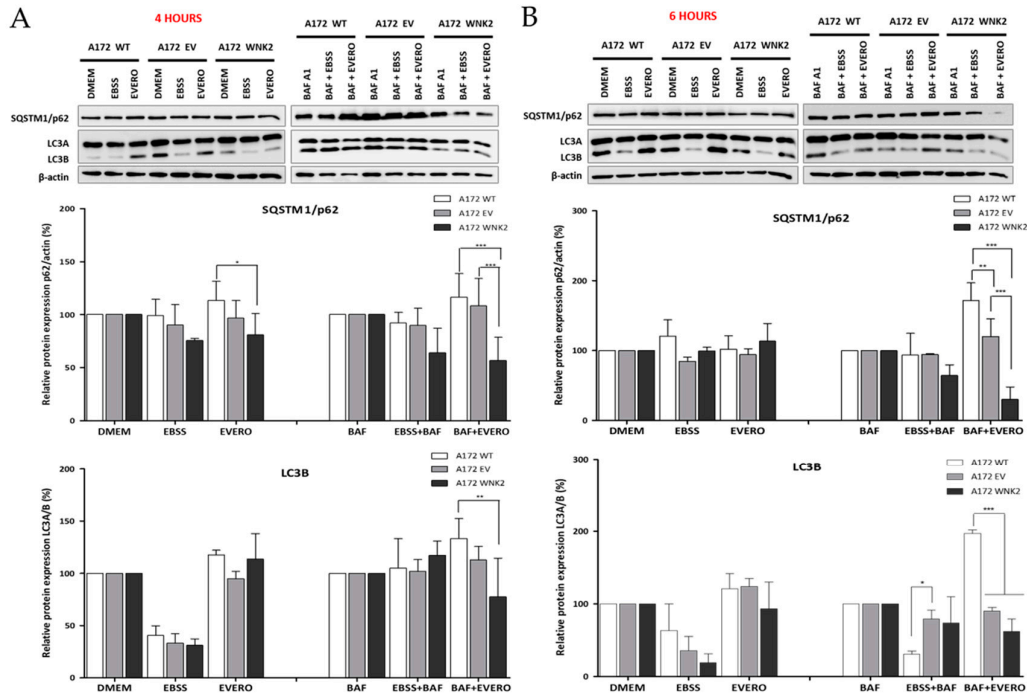 A
4 HOURS
A172 WT
A172 EV
A172 WNK2
A172 WT
A172 EV
A172 WNK2
DMEM
EBSS
EVERO
DMEM
EBSS
EVERO
DMEM
EBSS
EVERO
BAF A1
BAF + EBSS
BAF + EVERO
BAF A1
BAF + EBSS
BAF + EVERO
BAF A1
BAF + EBSS
BAF + EVERO
SQSTM1/p62
LC3A
LC3B
β-actin
SQSTM1/p62
A172 WT
A172 EV
A172 WNK2
Relative protein expression p62/actin (%)
200
150
100
50
0
*
***
***
DMEM
EBSS
EVERO
BAF
EBSS+BAF
BAF+EVERO
LC3B
A172 WT
A172 EV
A172 WNK2
Relative protein expression LC3A/B (%)
200
150
100
50
0
**
DMEM
EBSS
EVERO
BAF
EBSS+BAF
BAF+EVERO
B
6 HOURS
A172 WT
A172 EV
A172 WNK2
A172 WT
A172 EV
A172 WNK2
DMEM
EBSS
EVERO
DMEM
EBSS
EVERO
DMEM
EBSS
EVERO
BAF A1
BAF + EBSS
BAF + EVERO
BAF A1
BAF + EBSS
BAF + EVERO
BAF A1
BAF + EBSS
BAF + EVERO
SQSTM1/p62
LC3A
LC3B
β-actin
SQSTM1/p62
A172 WT
A172 EV
A172 WNK2
Relative protein expression p62/actin (%)
300
200
100
0
***
**
***
DMEM
EBSS
EVERO
BAF
EBSS+BAF
BAF+EVERO
LC3B
A172 WT
A172 EV
A172 WNK2
Relative protein expression LC3A/B (%)
300
200
100
0
*
***
DMEM
EBSS
EVERO
BAF
EBSS+BAF
BAF+EVERO